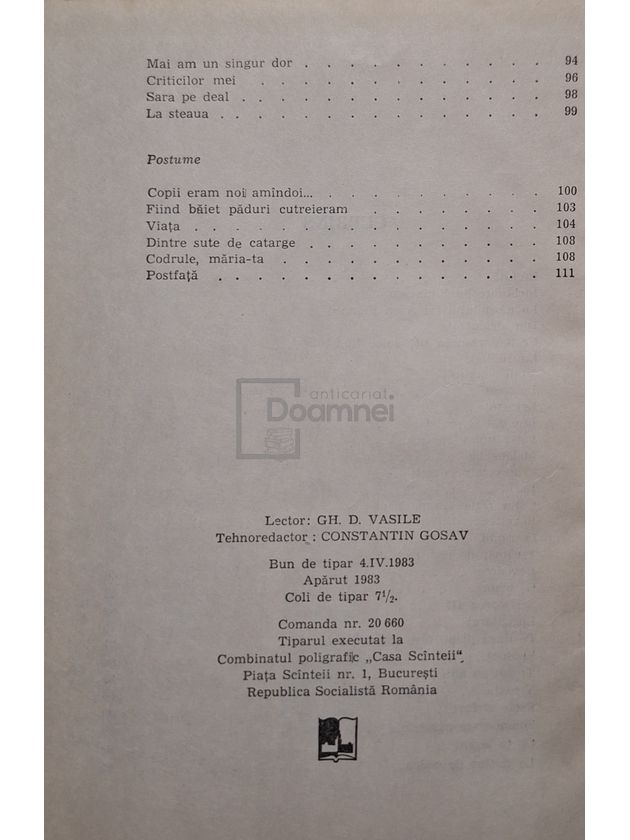 Mai am un singur dor . . . . . . . . . . . 94
Criticilor mei . . . . . . . . . . . . . 96
Sara pe deal . . . . . . . . . . . . . . 98
La steaua . . . . . . . . . . . . . . . 99
Postume
Copii eram noi amîndoi... . . . . . . . . . . 100
Fiind băiet păduri cutreieram . . . . . . . . 103
Viața . . . . . . . . . . . . . . . . . 104
Dintre sute de catarge . . . . . . . . . . . 108
Codrule, măria-ta . . . . . . . . . . . . 108
Postfață . . . . . . . . . . . . . . . 111
anticariat
Doamnei
Lector: GH. D. VASILE
Tehnoredactor : CONSTANTIN GOSAV
Bun de tipar 4.IV.1983
Apărut 1983
Coli de tipar 7½.
Comanda nr. 20 660
Tiparul executat la
Combinatul poligrafic „Casa Scînteii“
Piața Scînteii nr. 1, București
Republica Socialistă România